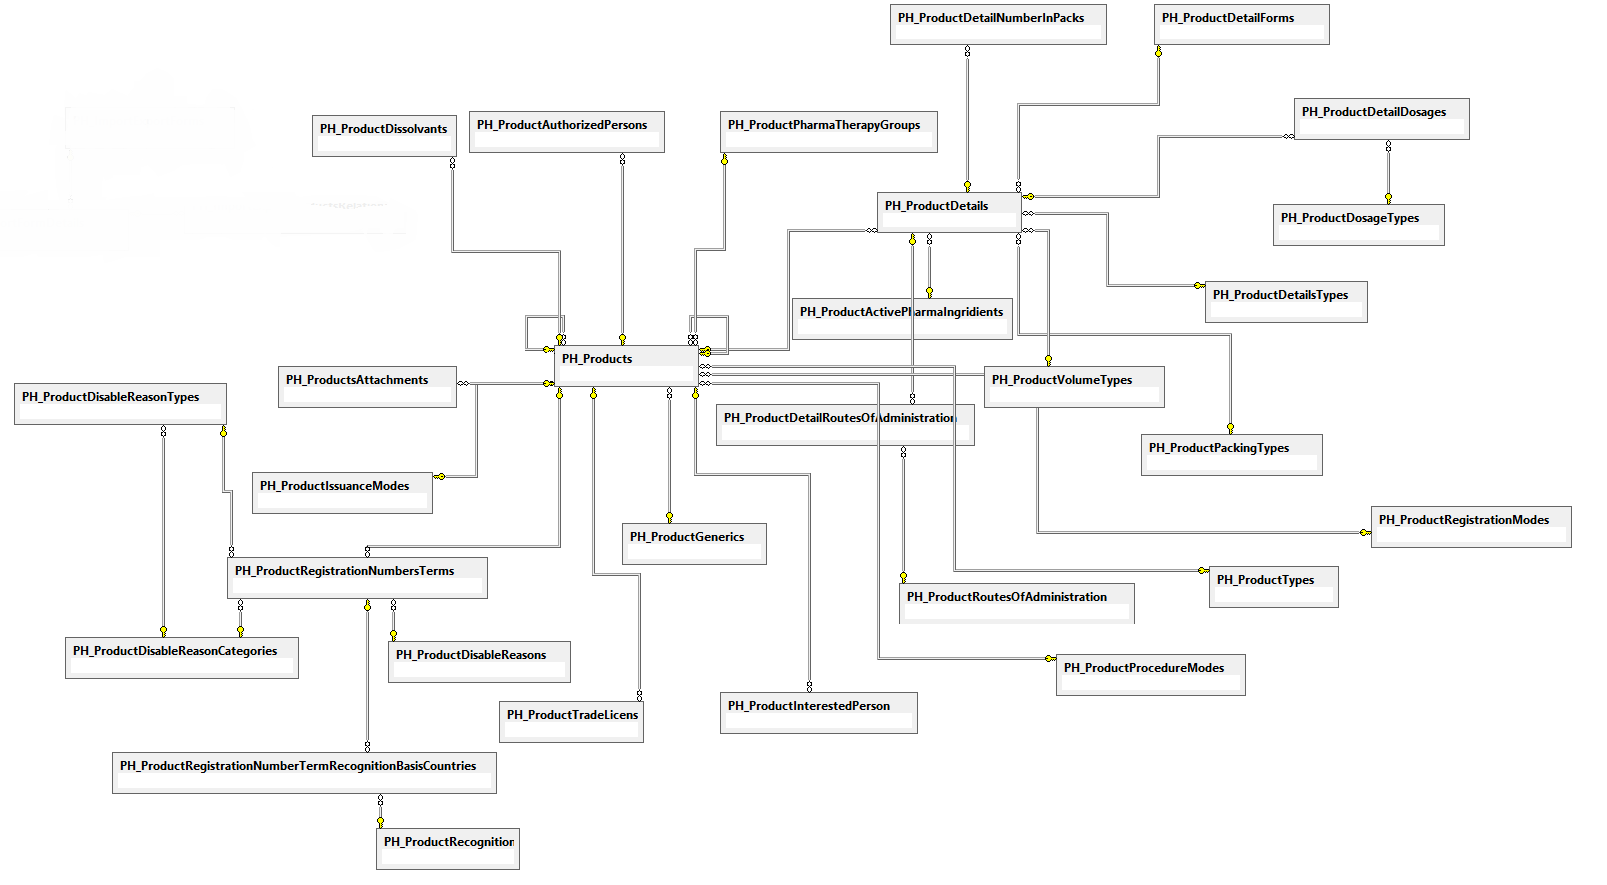 PH_ProductDetailNumberInPacks
PH_ProductDetailForms
PH_ProductDetailDosages
PH_ProductDissolvants
PH_ProductAuthorizedPersons
PH_ProductPharmaTherapyGroups
PH_ProductDetails
PH_ProductDosageTypes
PH_ProductDetailsTypes
PH_ProductActivePharmaIngridients
PH_Products
PH_ProductsAttachments
PH_ProductVolumeTypes
PH_ProductDisableReasonTypes
PH_ProductDetailRoutesOfAdministration
PH_ProductPackingTypes
PH_ProductIssuanceModes
PH_ProductRegistrationModes
PH_ProductGenerics
PH_ProductRegistrationNumbersTerms
PH_ProductTypes
PH_ProductRoutesOfAdministration
PH_ProductDisableReasonCategories
PH_ProductDisableReasons
PH_ProductProcedureModes
PH_ProductTradeLicens
PH_ProductInterestedPerson
PH_ProductRegistrationNumberTermRecognitionBasisCountries
PH_ProductRecognition